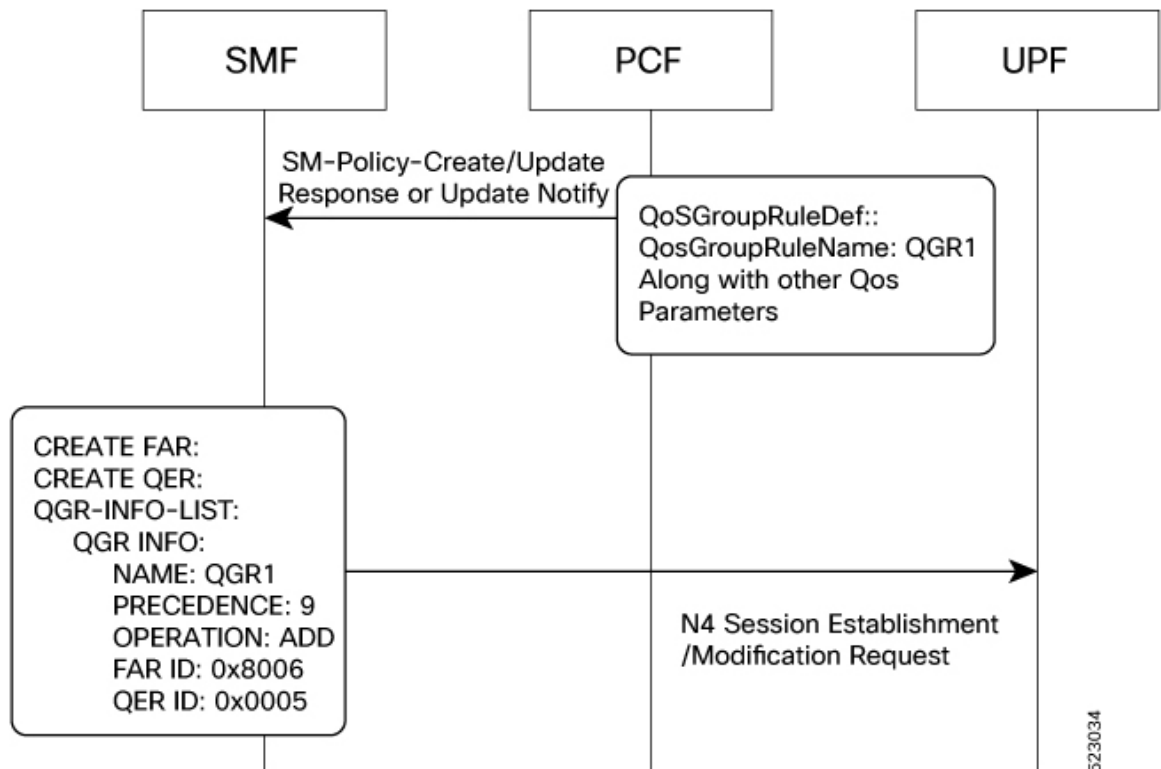 SMF
PCF
UPF
SM-Policy-Create/Update
Response or Update Notify
QoSGroupRuleDef::
QosGroupRuleName: QGR1
Along with other Qos
Parameters
CREATE FAR:
CREATE QER:
QGR-INFO-LIST:
QGR INFO:
NAME: QGR1
PRECEDENCE: 9
OPERATION: ADD
FAR ID: 0x8006
QER ID: 0x0005
N4 Session Establishment
/Modification Request
523034